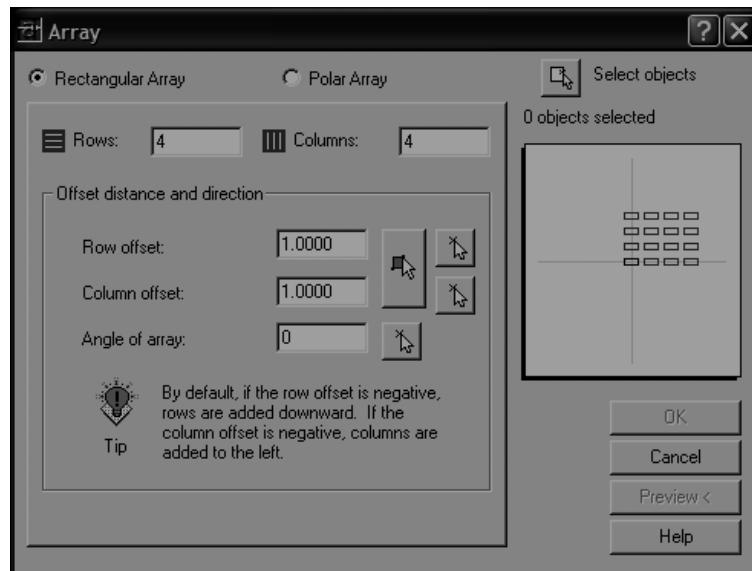 Array
Rectangular Array
Polar Array
Select objects
0 objects selected
Rows: 4
Columns: 4
Offset distance and direction
Row offset: 1.0000
Column offset: 1.0000
Angle of array: 0
Tip
By default, if the row offset is negative,
rows are added downward. If the
column offset is negative, columns are
added to the left.
OK
Cancel
Preview <
Help